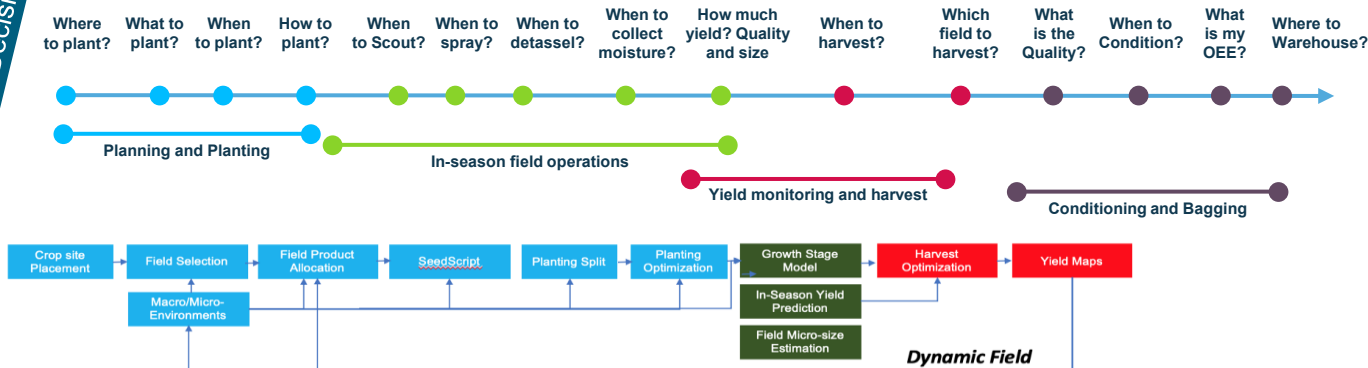 Where
to plant?
What to
plant?
When
to plant?
How to
plant?
When
to Scout?
When to
spray?
When to
detassel?
When to
collect
moisture?
How much
yield? Quality
and size
When to
harvest?
Which
field to
harvest?
What
is the
Quality?
When to
Condition?
What
is my
OEE?
Where to
Warehouse?
Planning and Planting
In-season field operations
Yield monitoring and harvest
Conditioning and Bagging
Crop site
Placement
Field Selection
Field Product
Allocation
SeedScript
Planting Split
Planting
Optimization
Growth Stage
Model
Harvest
Optimization
Yield Maps
Macro/Micro-
Environments
In-Season Yield
Prediction
Field Micro-size
Estimation
Dynamic Field